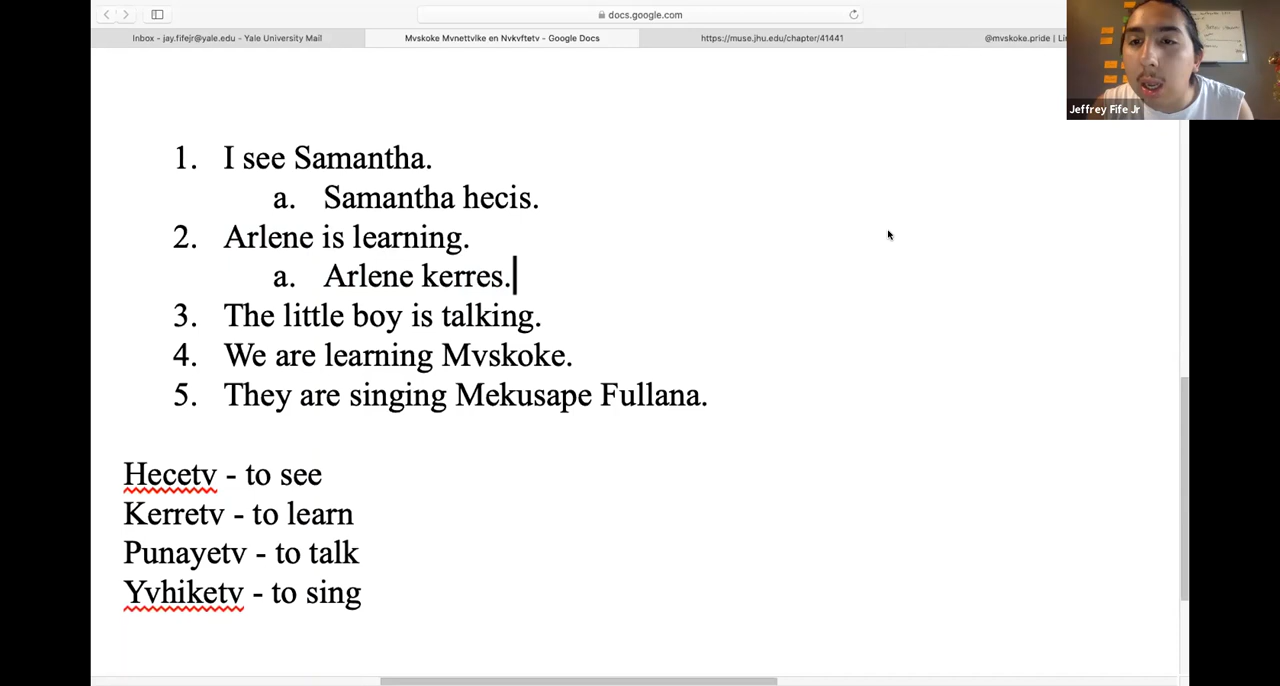 docs.google.com
Inbox - jay.fifejr@yale.edu - Yale University Mail
Mvskoke Mvnettvlke en Nvkvftetv - Google Docs
https://muse.jhu.edu/chapter/41441
@mvskoke.pride | Li
Jeffrey Fife Jr
1. I see Samantha.
a. Samantha hecis.
2. Arlene is learning.
a. Arlene kerres.
3. The little boy is talking.
4. We are learning Mvskoke.
5. They are singing Mekusape Fullana.
Hecetv - to see
Kerretv - to learn
Punayetv - to talk
Yvhiketv - to sing